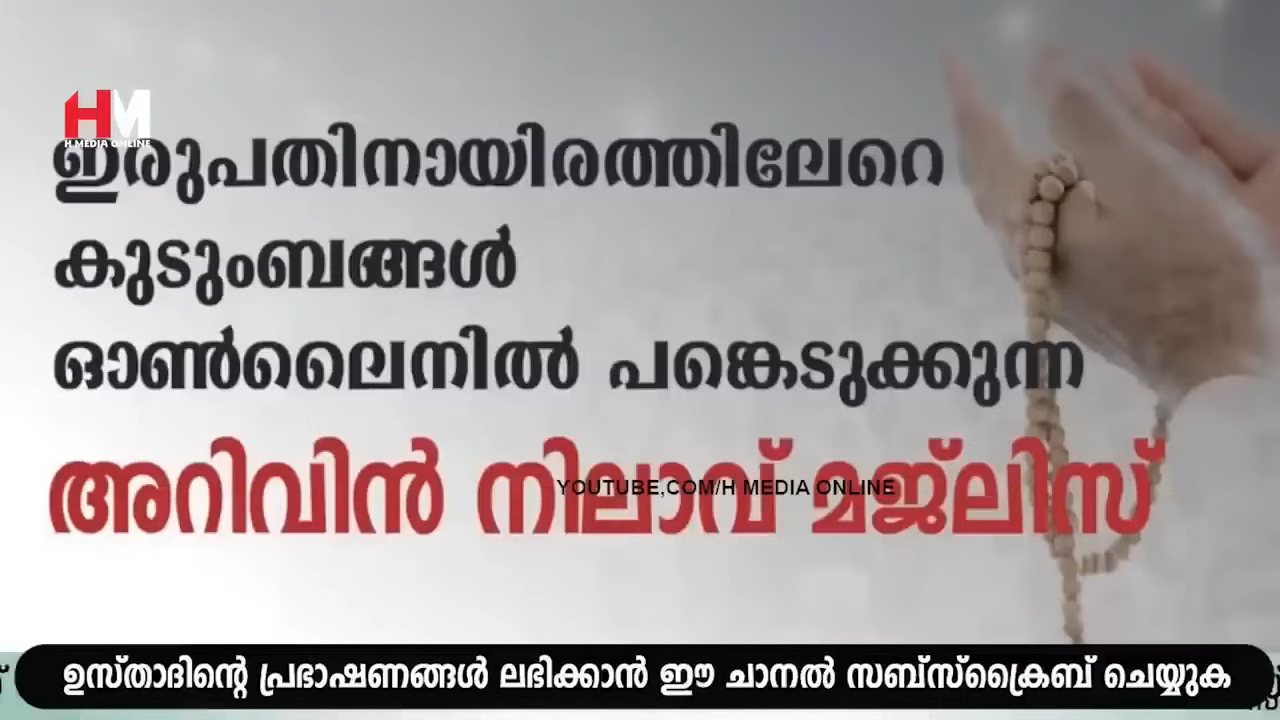 HM
H MEDIA ONLINE
ഇരുപതിനായിരത്തിലേറെ
കുടുംബങ്ങൾ
ഓൺലൈനിൽ പങ്കെടുക്കുന്ന
അറിവിൻ നിലാവ് മജ്ലിസ്
YOUTUBE,COM/H MEDIA ONLINE
ഉസ്താദിന്റെ പ്രഭാഷണങ്ങൾ ലഭിക്കാൻ ഈ ചാനൽ സബ്സ്ക്രൈബ് ചെയ്യുക